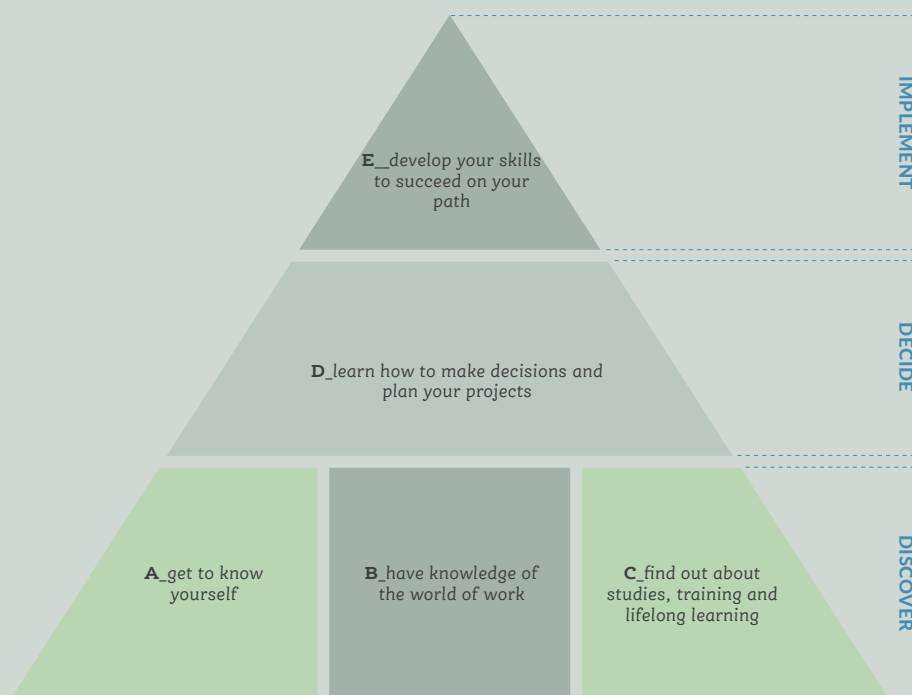 E__develop your skills
to succeed on your
path
IMPLEMENT
D_learn how to make decisions and
plan your projects
DECIDE
A_get to know
yourself
B_have knowledge of
the world of work
C_find out about
studies, training and
lifelong learning
DISCOVER